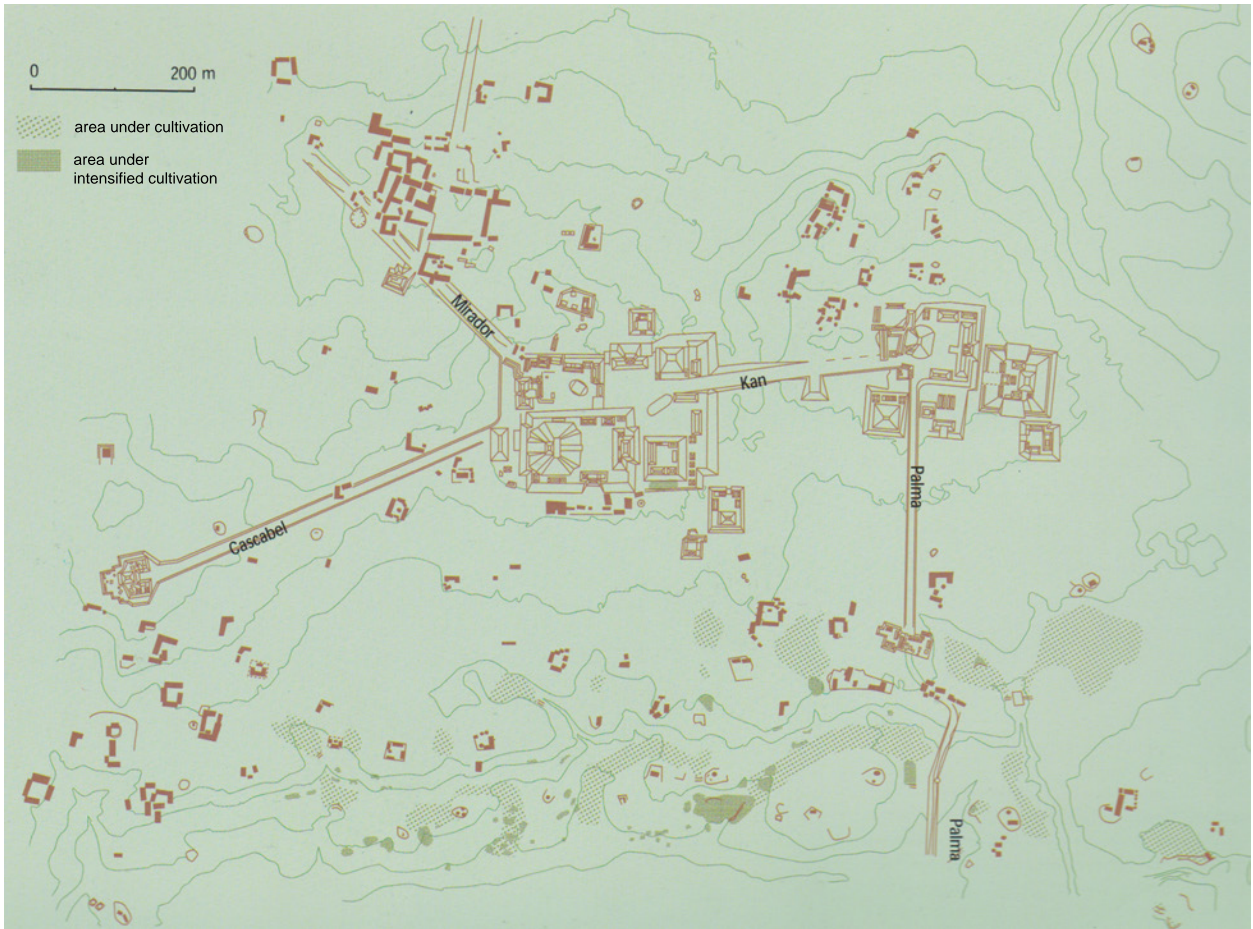 0 200 m
area under cultivation
area under
intensified cultivation
Mirador
Kan
Palma
Cascabel
Palma